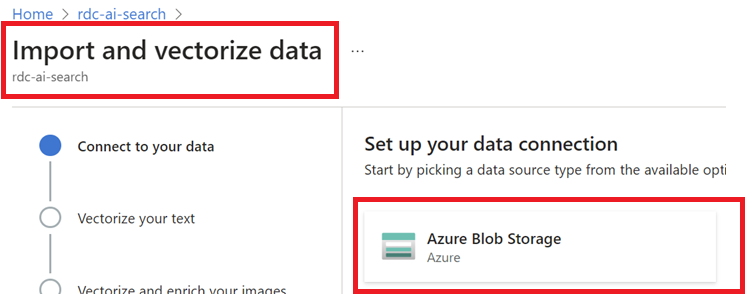 Home > rdc-ai-search >
Import and vectorize data ...
rdc-ai-search
Connect to your data
Vectorize your text
Vectorize and enrich your images
Set up your data connection
Start by picking a data source type from the available opti
Azure Blob Storage
Azure